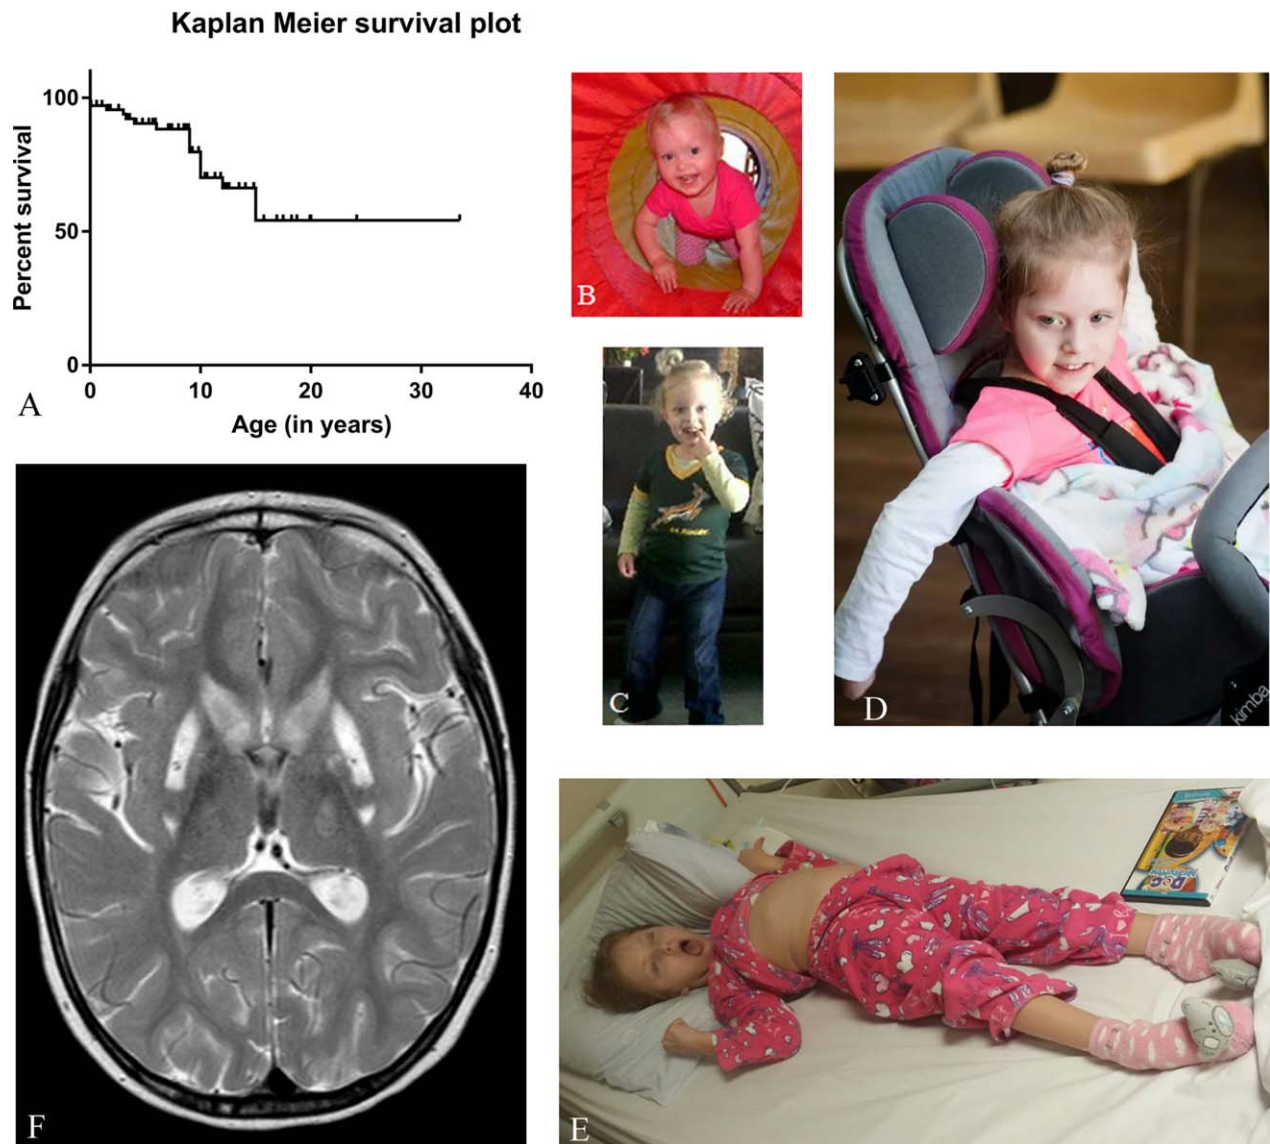 Kaplan Meier survival plot
Percent survival
100
50
0
0 10 20 30 40
Age (in years)
A
B
C
D
kimba
E
F